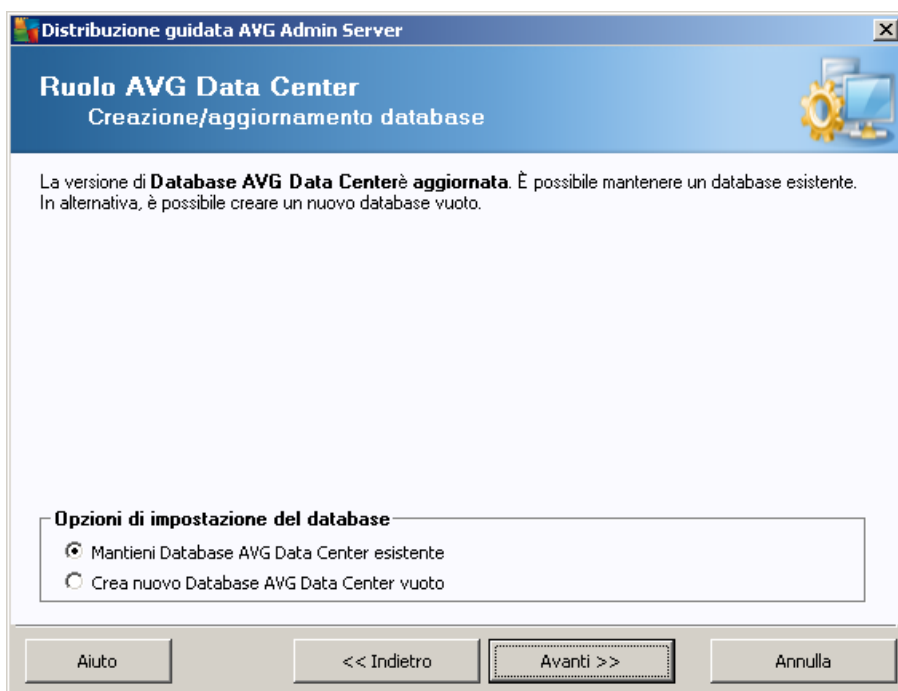 Distribuzione guidata AVG Admin Server
Ruolo AVG Data Center
Creazione/aggiornamento database
La versione di Database AVG Data Centerè aggiornata. È possibile mantenere un database esistente.
In alternativa, è possibile creare un nuovo database vuoto.
Opzioni di impostazione del database
Mantieni Database AVG Data Center esistente
Crea nuovo Database AVG Data Center vuoto
Aiuto
<< Indietro
Avanti >>
Annulla